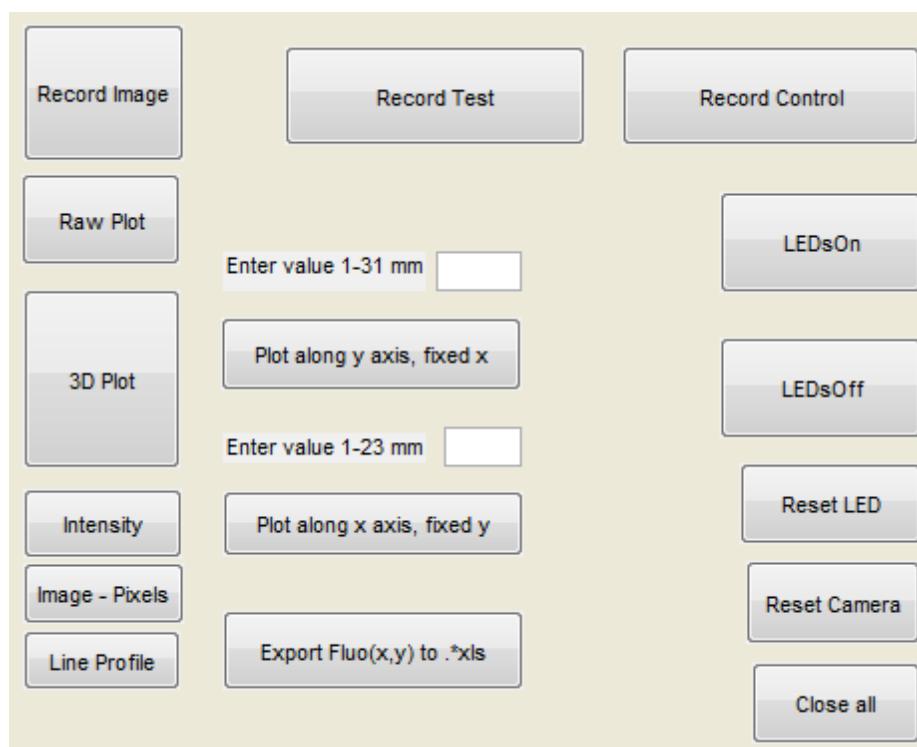 Record Image
Record Test
Record Control
Raw Plot
LEDsOn
Enter value 1-31 mm
Plot along y axis, fixed x
3D Plot
LEDsOff
Enter value 1-23 mm
Intensity
Plot along x axis, fixed y
Reset LED
Image - Pixels
Reset Camera
Line Profile
Export Fluo(x,y) to .*xls
Close all